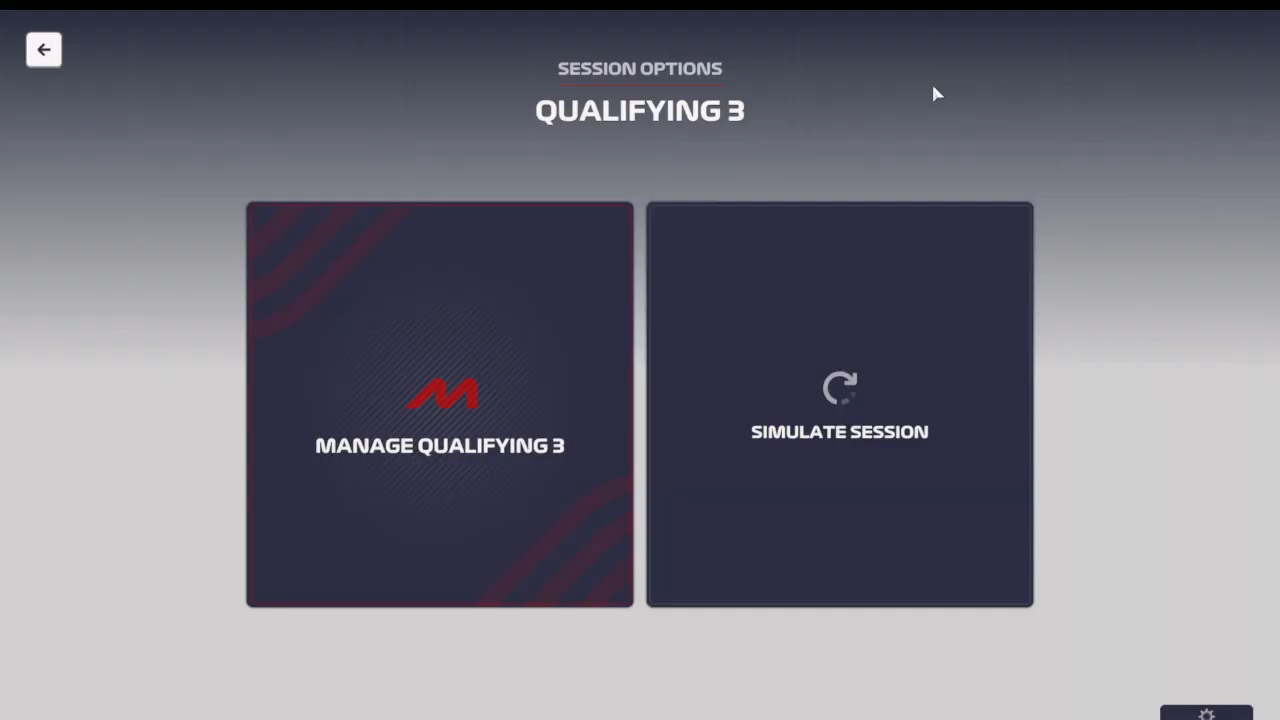 SESSION OPTIONS
QUALIFYING 3
MANAGE QUALIFYING 3
SIMULATE SESSION